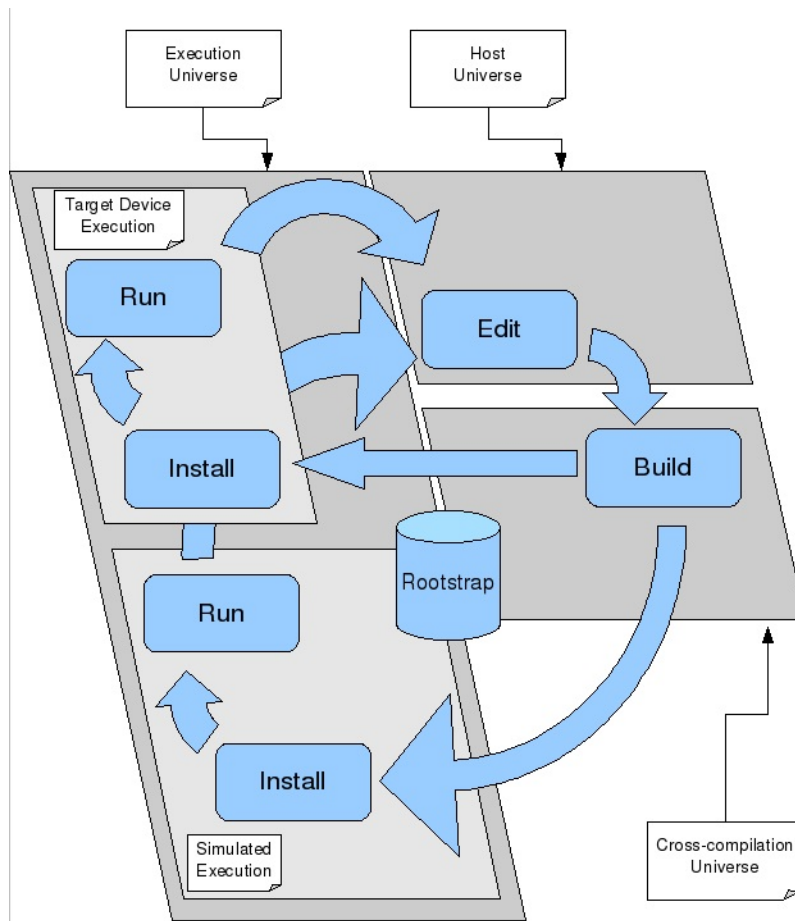 Execution
Universe
Host
Universe
Target Device
Execution
Run
Edit
Install
Build
Rootstrap
Run
Install
Simulated
Execution
Cross-compilation
Universe